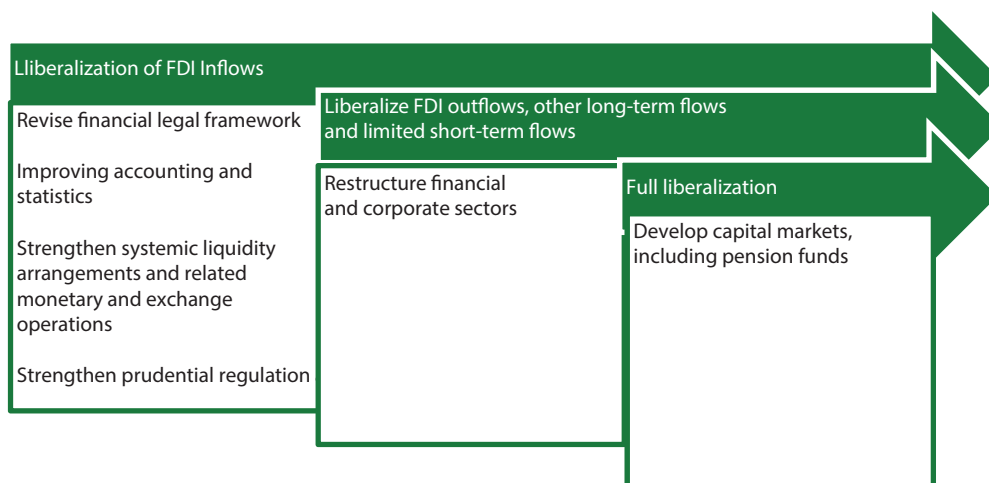 Lliberalization of FDI Inflows
Revise financial legal framework
Improving accounting and
statistics
Strengthen systemic liquidity
arrangements and related
monetary and exchange
operations
Strengthen prudential regulation
Liberalize FDI outflows, other long-term flows
and limited short-term flows
Restructure financial
and corporate sectors
Full liberalization
Develop capital markets,
including pension funds